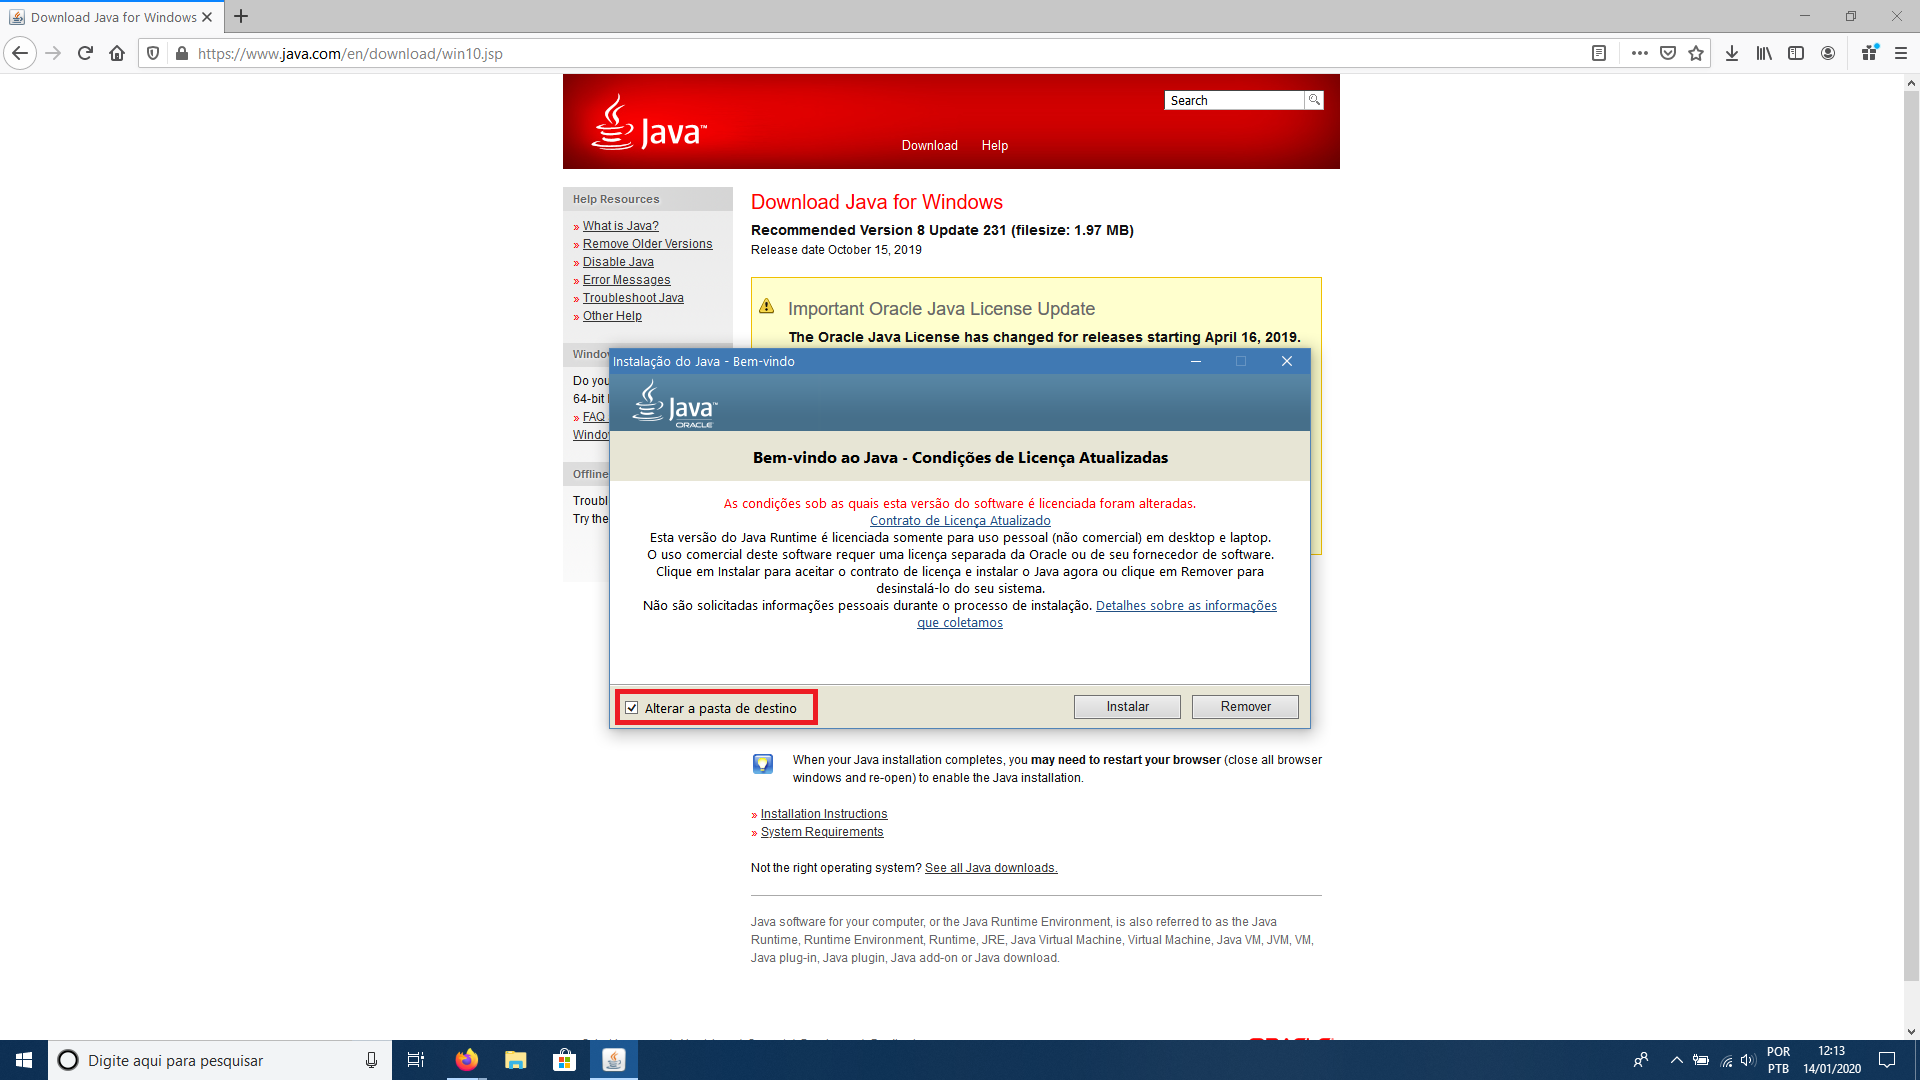 Download Java for Windows
https://www.java.com/en/download/win10.jsp
Java™
Search
Download Help
Help Resources
» What is Java?
» Remove Older Versions
» Disable Java
» Error Messages
» Troubleshoot Java
» Other Help
Download Java for Windows
Recommended Version 8 Update 231 (filesize: 1.97 MB)
Release date October 15, 2019
Important Oracle Java License Update
The Oracle Java License has changed for releases starting April 16, 2019.
Do you
64-bit
» FAQ
Offline
Try the
Instalação do Java - Bem-vindo
Java™
ORACLE
Bem-vindo ao Java - Condições de Licença Atualizadas
As condições sob as quais esta versão do software é licenciada foram alteradas.
Contrato de Licença Atualizado
Esta versão do Java Runtime é licenciada somente para uso pessoal (não comercial) em desktop e laptop.
O uso comercial deste software requer uma licença separada da Oracle ou de seu fornecedor de software.
Clique em Instalar para aceitar o contrato de licença e instalar o Java agora ou clique em Remover para
desinstalá-lo do seu sistema.
Não são solicitadas informações pessoais durante o processo de instalação. Detalhes sobre as informações
que coletamos
Alterar a pasta de destino
Instalar
Remover
When your Java installation completes, you may need to restart your browser (close all browser
windows and re-open) to enable the Java installation.
» Installation Instructions
» System Requirements
Not the right operating system? See all Java downloads.
Java software for your computer, or the Java Runtime Environment, is also referred to as the Java
Runtime, Runtime Environment, Runtime, JRE, Java Virtual Machine, Virtual Machine, Java VM, JVM, VM,
Java plug-in, Java plugin, Java add-on or Java download.
Digite aqui para pesquisar
POR
PTB
12:13
14/01/2020